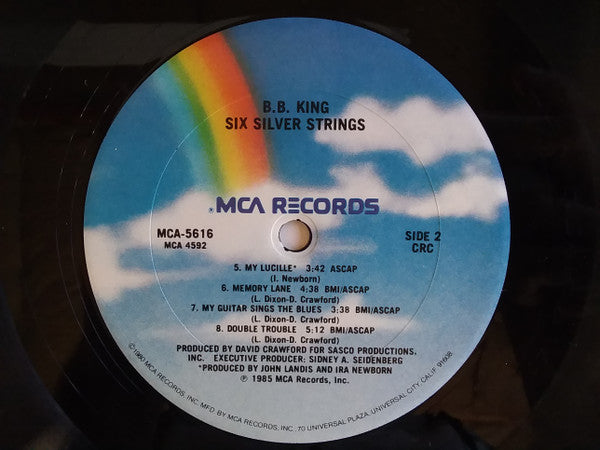 B.B. KING
SIX SILVER STRINGS
® MCA RECORDS
MCA-5616
MCA 4592
SIDE 2
CRC
5. MY LUCILLE* 3:42 ASCAP
(I. Newborn)
6. MEMORY LANE 4:38 BMI/ASCAP
(L. Dixon-D. Crawford)
7. MY GUITAR SINGS THE BLUES 3:38 BMI/ASCAP
(L. Dixon-D. Crawford)
8. DOUBLE TROUBLE 5:12 BMI/ASCAP
(L. Dixon-D. Crawford)
PRODUCED BY DAVID CRAWFORD FOR SASCO PRODUCTIONS,
INC. EXECUTIVE PRODUCER: SIDNEY A. SEIDENBERG
*PRODUCED BY JOHN LANDIS AND IRA NEWBORN
℗ 1985 MCA Records, Inc.
©1980 MCA RECORDS, INC. MFD. BY MCA RECORDS, INC., 70 UNIVERSAL PLAZA, UNIVERSAL CITY, CALIF. 91608